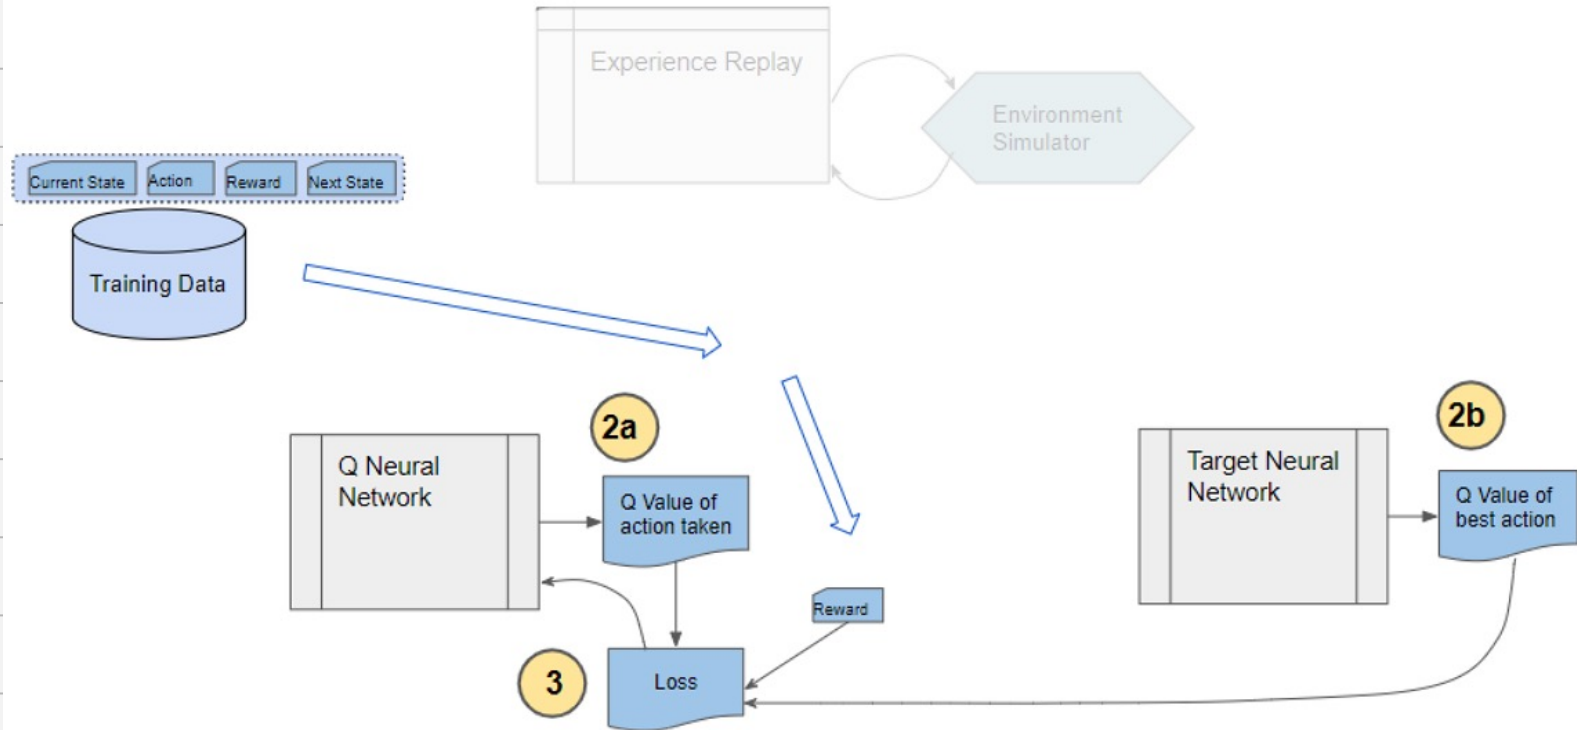 Experience Replay
Environment
Simulator
Current State
Action
Reward
Next State
Training Data
2a
2b
Q Neural
Network
Q Value of
action taken
Target Neural
Network
Q Value of
best action
Reward
3
Loss